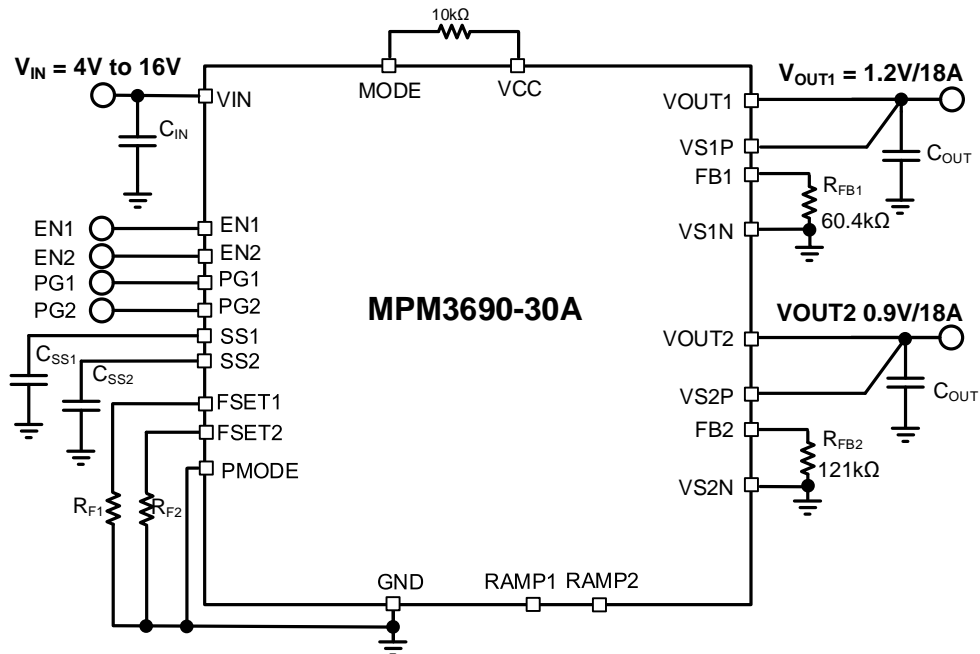 10kΩ
V_IN = 4V to 16V
MODE
VCC
V_OUT1 = 1.2V/18A
VIN
VOUT1
C_IN
VS1P
C_OUT
FB1
R_FB1
60.4kΩ
EN1
EN1
VS1N
EN2
EN2
PG1
PG1
PG2
PG2
MPM3690-30A
VOUT2 0.9V/18A
SS1
VOUT2
C_SS1
SS2
C_SS2
VS2P
C_OUT
FSET1
FB2
FSET2
R_FB2
121kΩ
PMODE
VS2N
R_F1
R_F2
GND
RAMP1
RAMP2